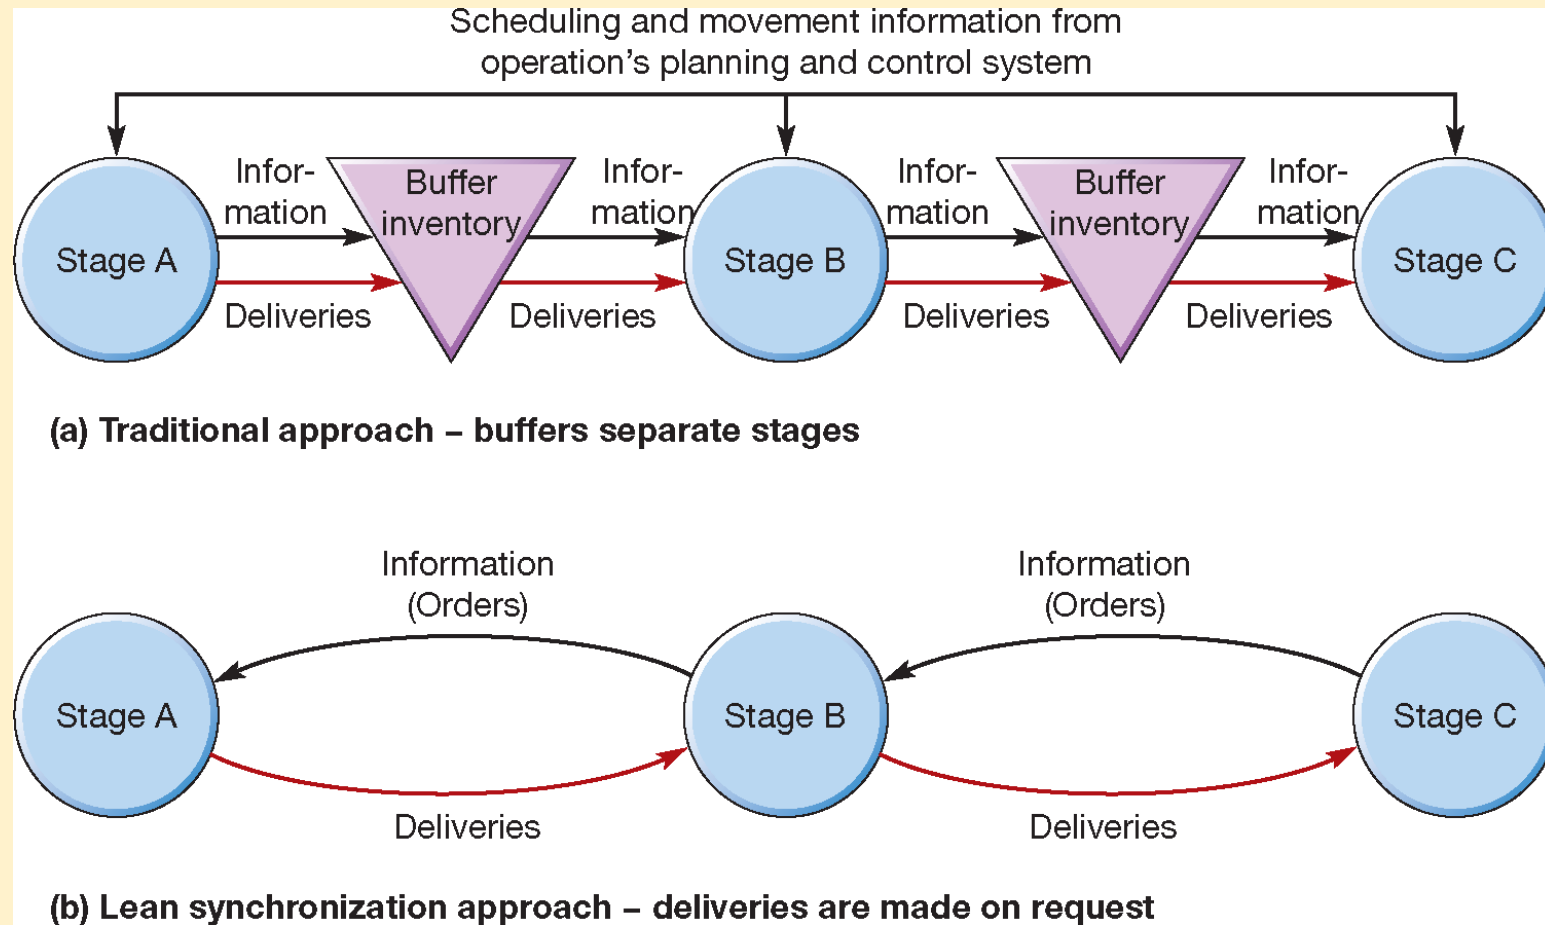 Scheduling and movement information from
operation's planning and control system
Infor-
mation
Buffer
inventory
Infor-
mation
Infor-
mation
Buffer
inventory
Infor-
mation
Stage A
Stage B
Stage C
Deliveries
Deliveries
Deliveries
Deliveries
(a) Traditional approach – buffers separate stages
Information
(Orders)
Information
(Orders)
Stage A
Stage B
Stage C
Deliveries
Deliveries
(b) Lean synchronization approach – deliveries are made on request